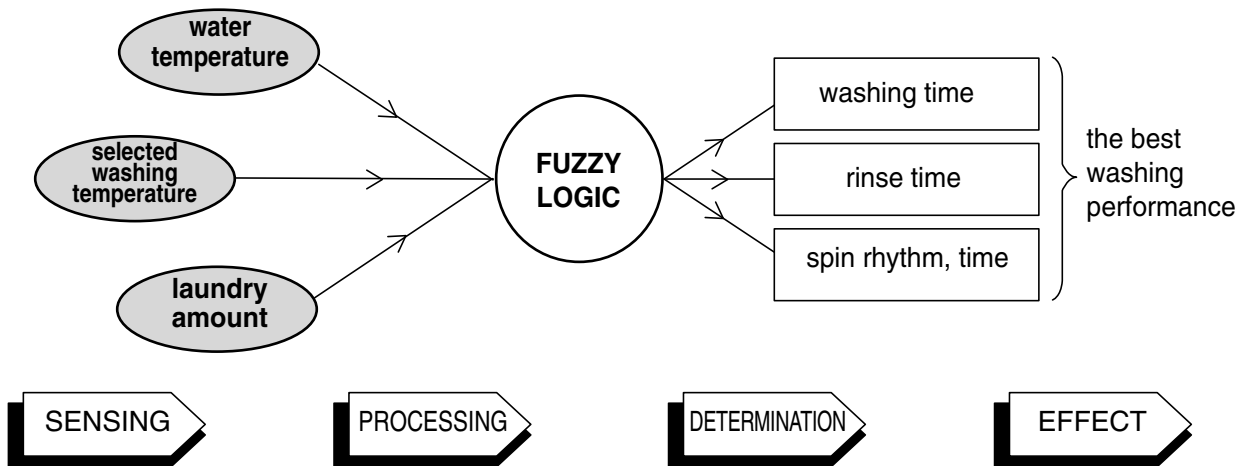 water
temperature
selected
washing
temperature
laundry
amount
FUZZY
LOGIC
washing time
rinse time
spin rhythm, time
the best
washing
performance
SENSING
PROCESSING
DETERMINATION
EFFECT